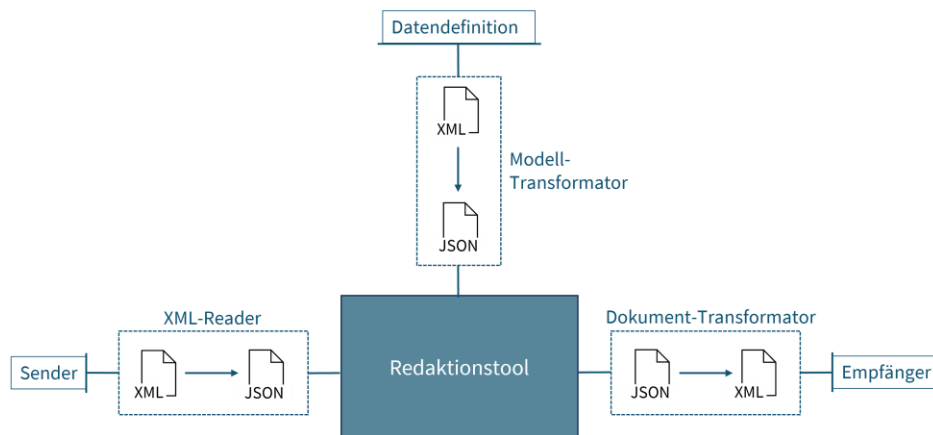 Datendefinition
XML
Modell-
Transformator
JSON
XML-Reader
Dokument-Transformator
Sender
XML
JSON
Redaktionstool
JSON
XML
Empfänger